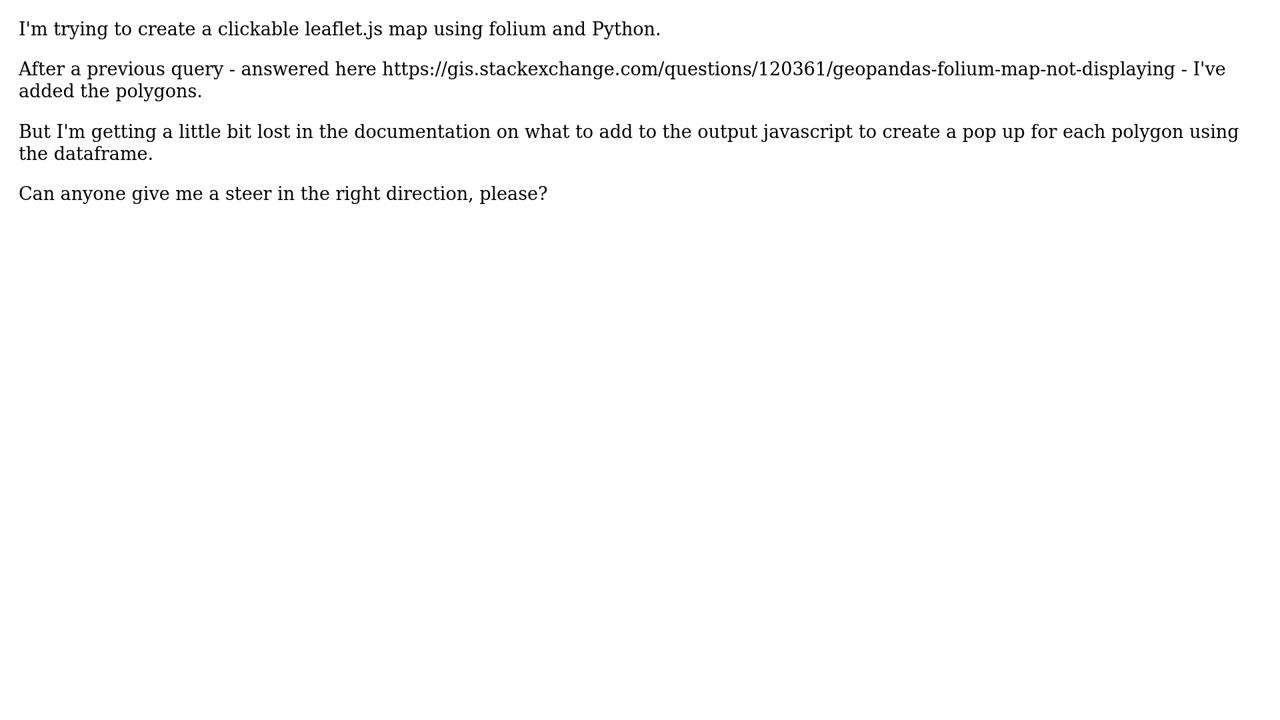 I'm trying to create a clickable leaflet.js map using folium and Python.
After a previous query - answered here https://gis.stackexchange.com/questions/120361/geopandas-folium-map-not-displaying - I've
added the polygons.
But I'm getting a little bit lost in the documentation on what to add to the output javascript to create a pop up for each polygon using
the dataframe.
Can anyone give me a steer in the right direction, please?